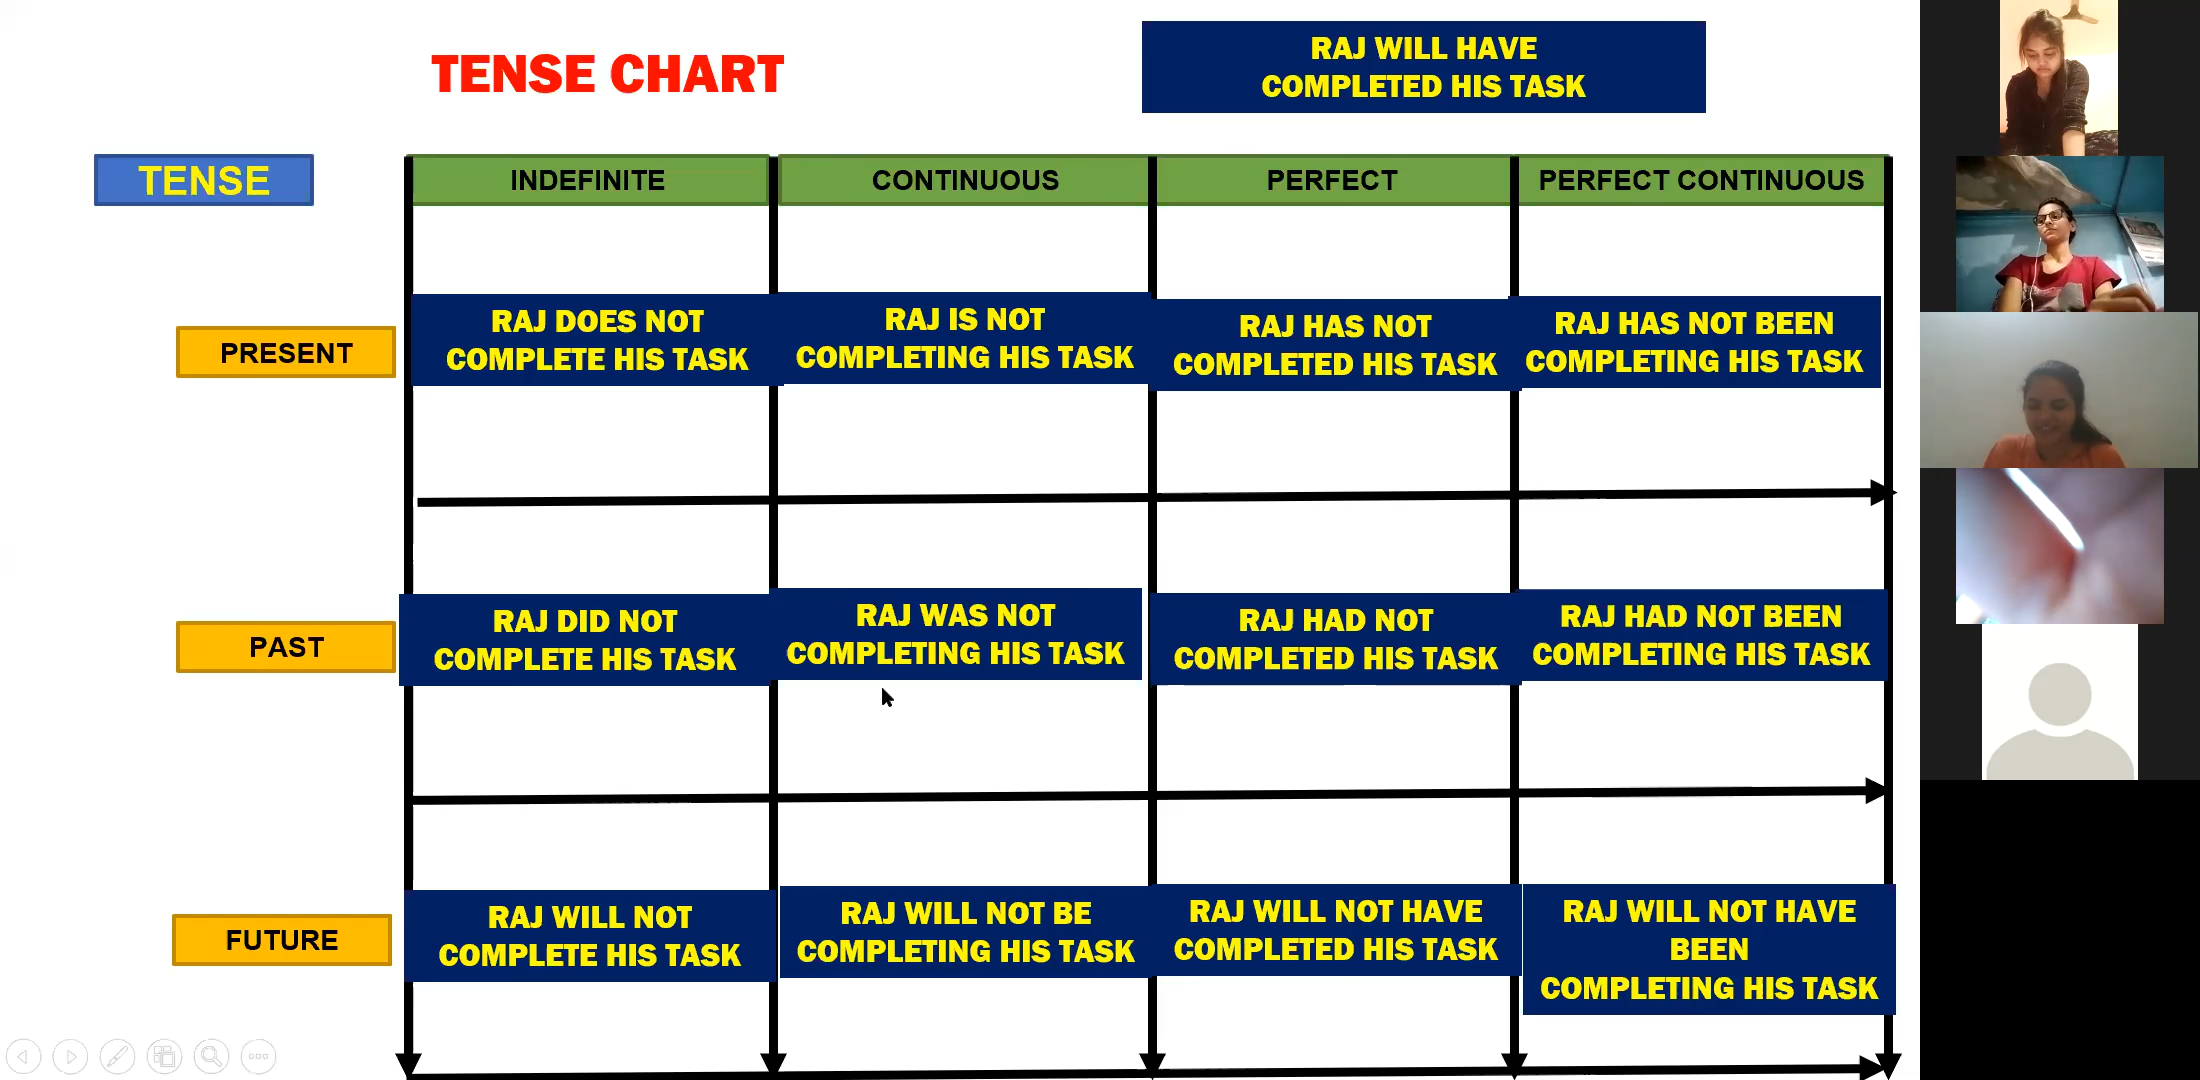 TENSE CHART
RAJ WILL HAVE
COMPLETED HIS TASK
TENSE
INDEFINITE
CONTINUOUS
PERFECT
PERFECT CONTINUOUS
PRESENT
RAJ DOES NOT
COMPLETE HIS TASK
RAJ IS NOT
COMPLETING HIS TASK
RAJ HAS NOT
COMPLETED HIS TASK
RAJ HAS NOT BEEN
COMPLETING HIS TASK
PAST
RAJ DID NOT
COMPLETE HIS TASK
RAJ WAS NOT
COMPLETING HIS TASK
RAJ HAD NOT
COMPLETED HIS TASK
RAJ HAD NOT BEEN
COMPLETING HIS TASK
FUTURE
RAJ WILL NOT
COMPLETE HIS TASK
RAJ WILL NOT BE
COMPLETING HIS TASK
RAJ WILL NOT HAVE
COMPLETED HIS TASK
RAJ WILL NOT HAVE
BEEN
COMPLETING HIS TASK